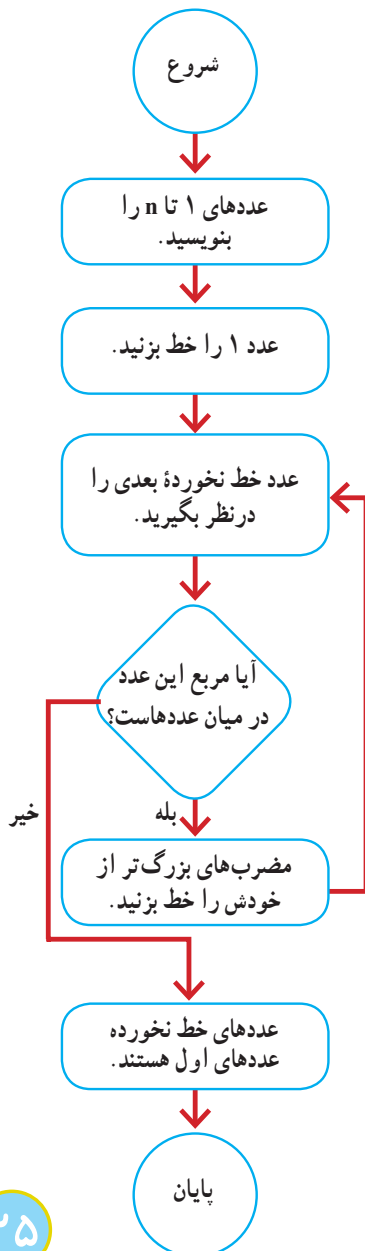 شروع
عددهای ۱ تا n را
بنویسید.
عدد ۱ را خط بزنید.
عدد خط نخوردهٔ بعدی را
درنظر بگیرید.
آیا مربع این عدد
در میان عددهاست؟
خیر
بله
مضرب‌های بزرگ‌تر از
خودش را خط بزنید.
عددهای خط نخورده
عددهای اول هستند.
پایان